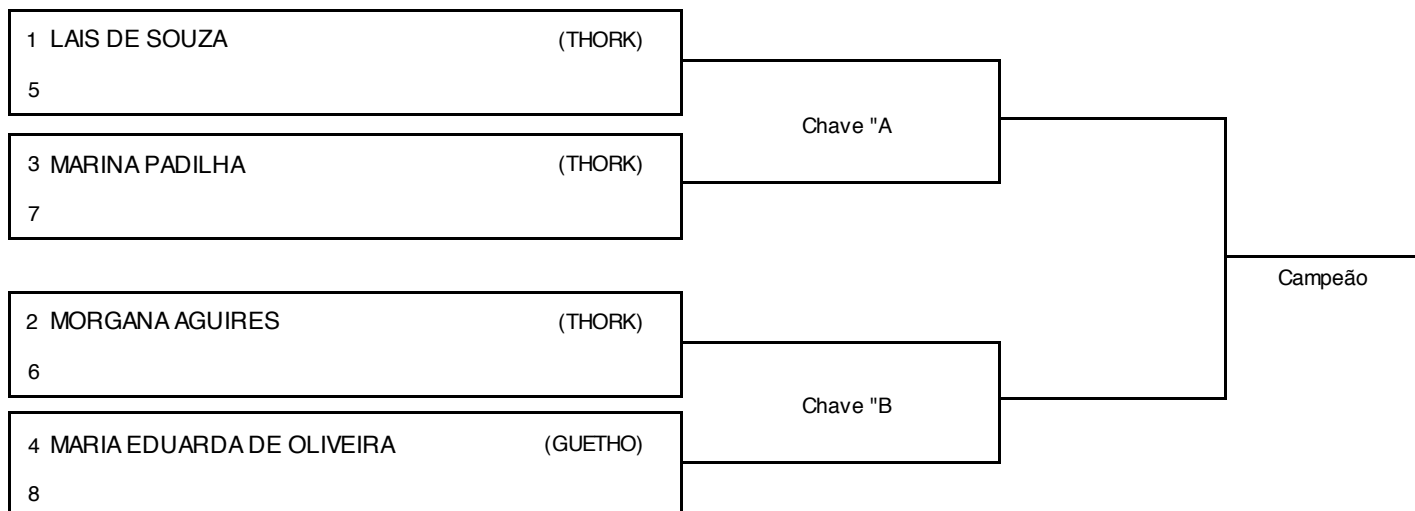 1 LAIS DE SOUZA (THORK)
5
Chave "A
3 MARINA PADILHA (THORK)
7
Campeão
2 MORGANA AGUIRES (THORK)
6
Chave "B
4 MARIA EDUARDA DE OLIVEIRA (GUETHO)
8